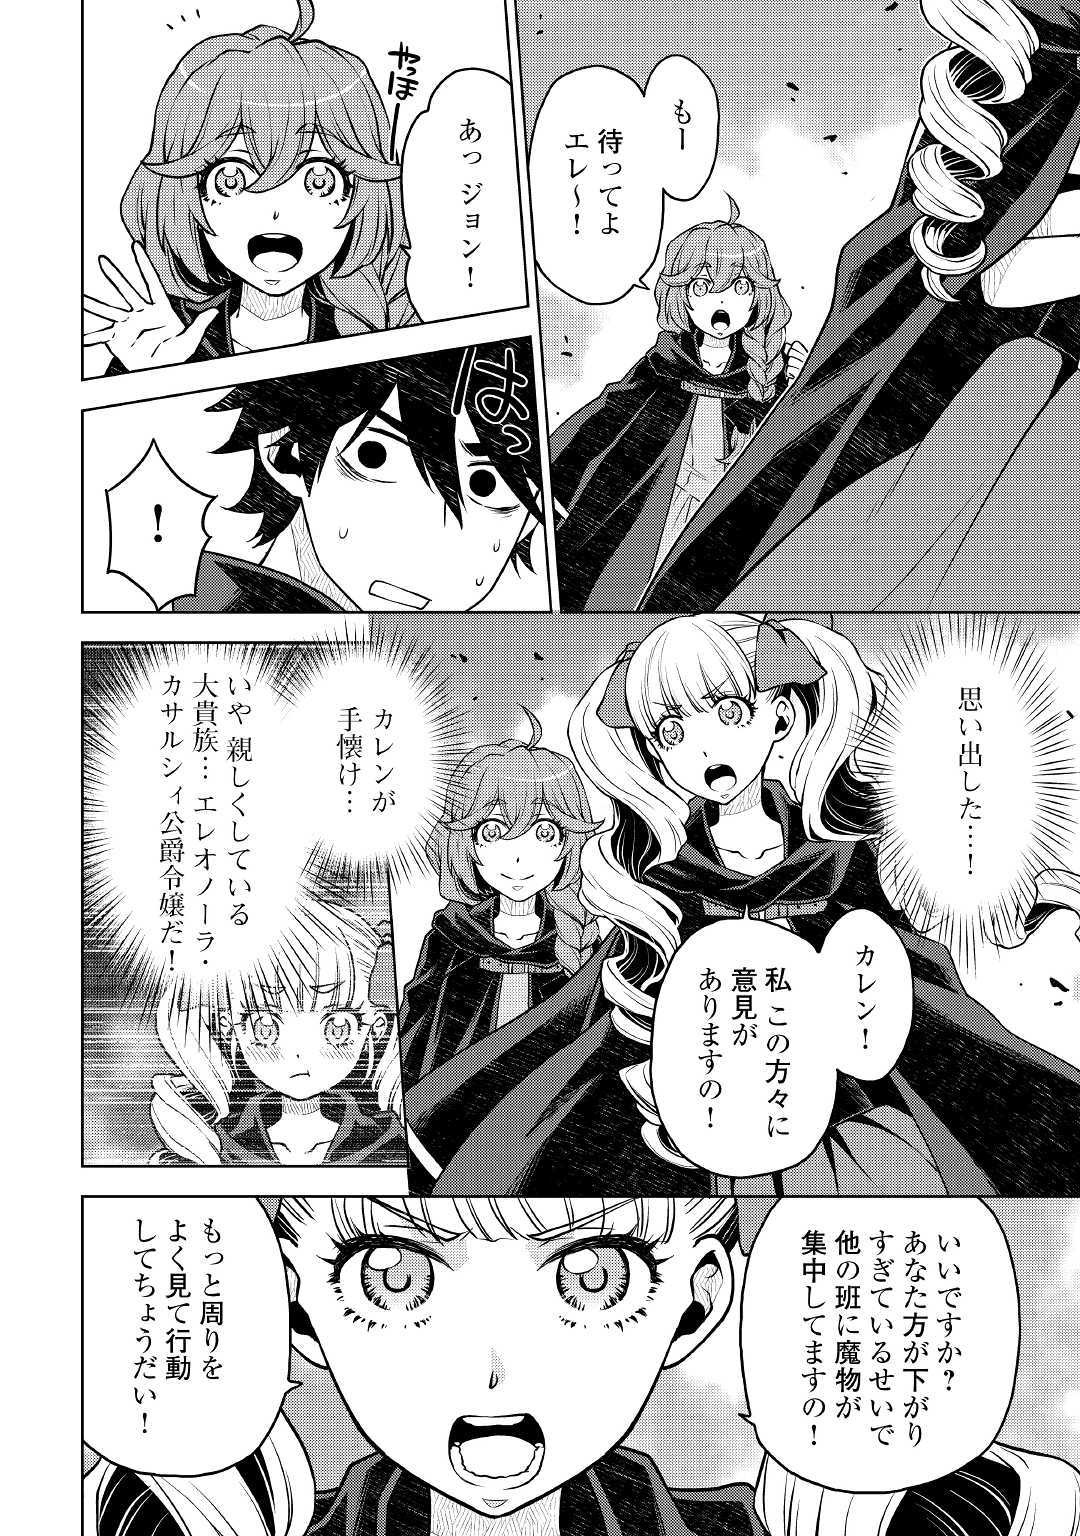 もー
待ってよ
エレ～！
あっ ジョン！
やっほー
はっ
！
思い出した…！
カレン！
私 この方々に
意見が
ありますの！
カレンが
手懐け…
いや 親しくしている
大貴族… エレオノーラ・
カサルシィ公爵令嬢だ！
いいですか？
あなた方が下がり
すぎているせいで
他の班に魔物が
集中してますの！
もっと周りを
よく見て行動
してちょうだい！